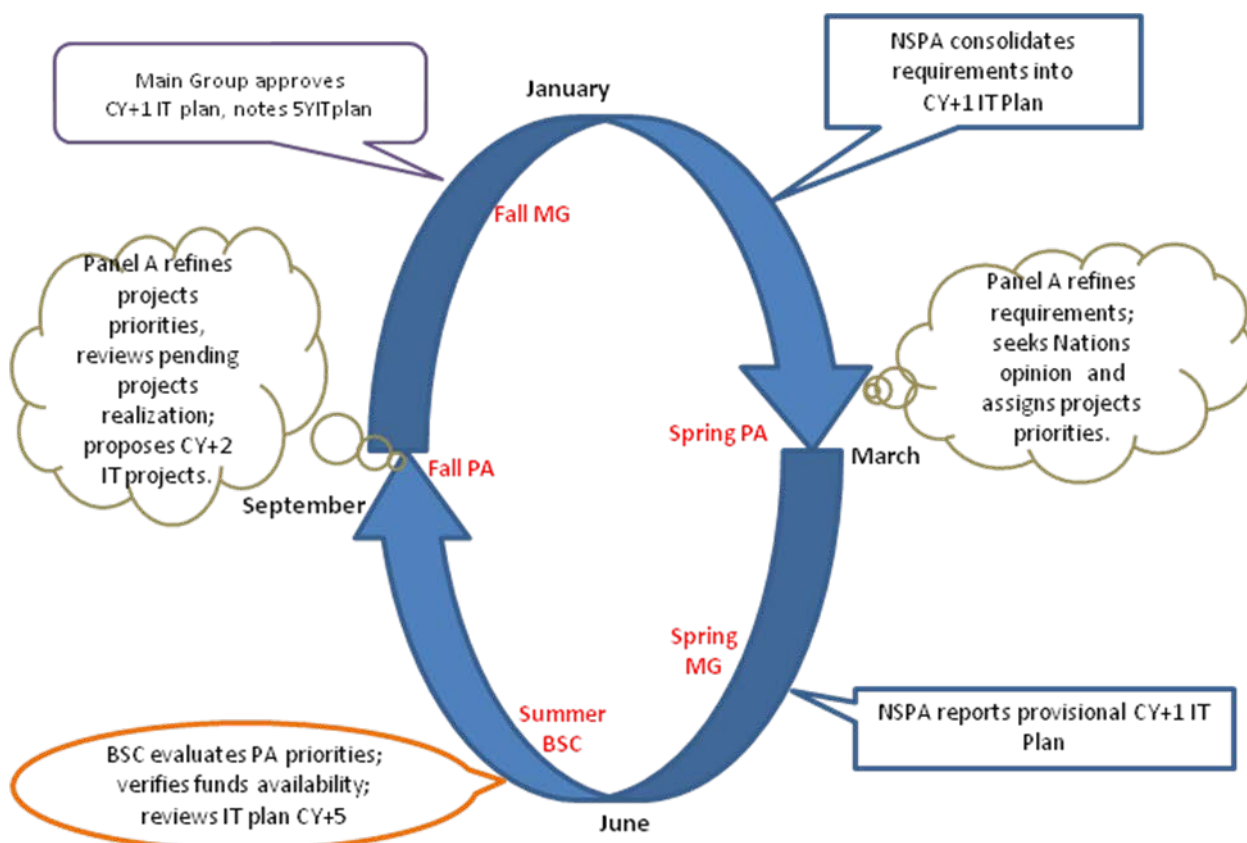 Main Group approves
CY+1 IT plan, notes 5YITplan
January
NSPA consolidates
requirements into
CY+1 IT Plan
Fall MG
Panel A refines
projects
priorities,
reviews pending
projects
realization;
proposes CY+2
IT projects.
Panel A refines
requirements;
seeks Nations
opinion and
assigns projects
priorities.
Spring PA
March
Fall PA
September
Spring
MG
NSPA reports provisional CY+1 IT
Plan
Summer
BSC
BSC evaluates PA priorities;
verifies funds availability;
reviews IT plan CY+5
June